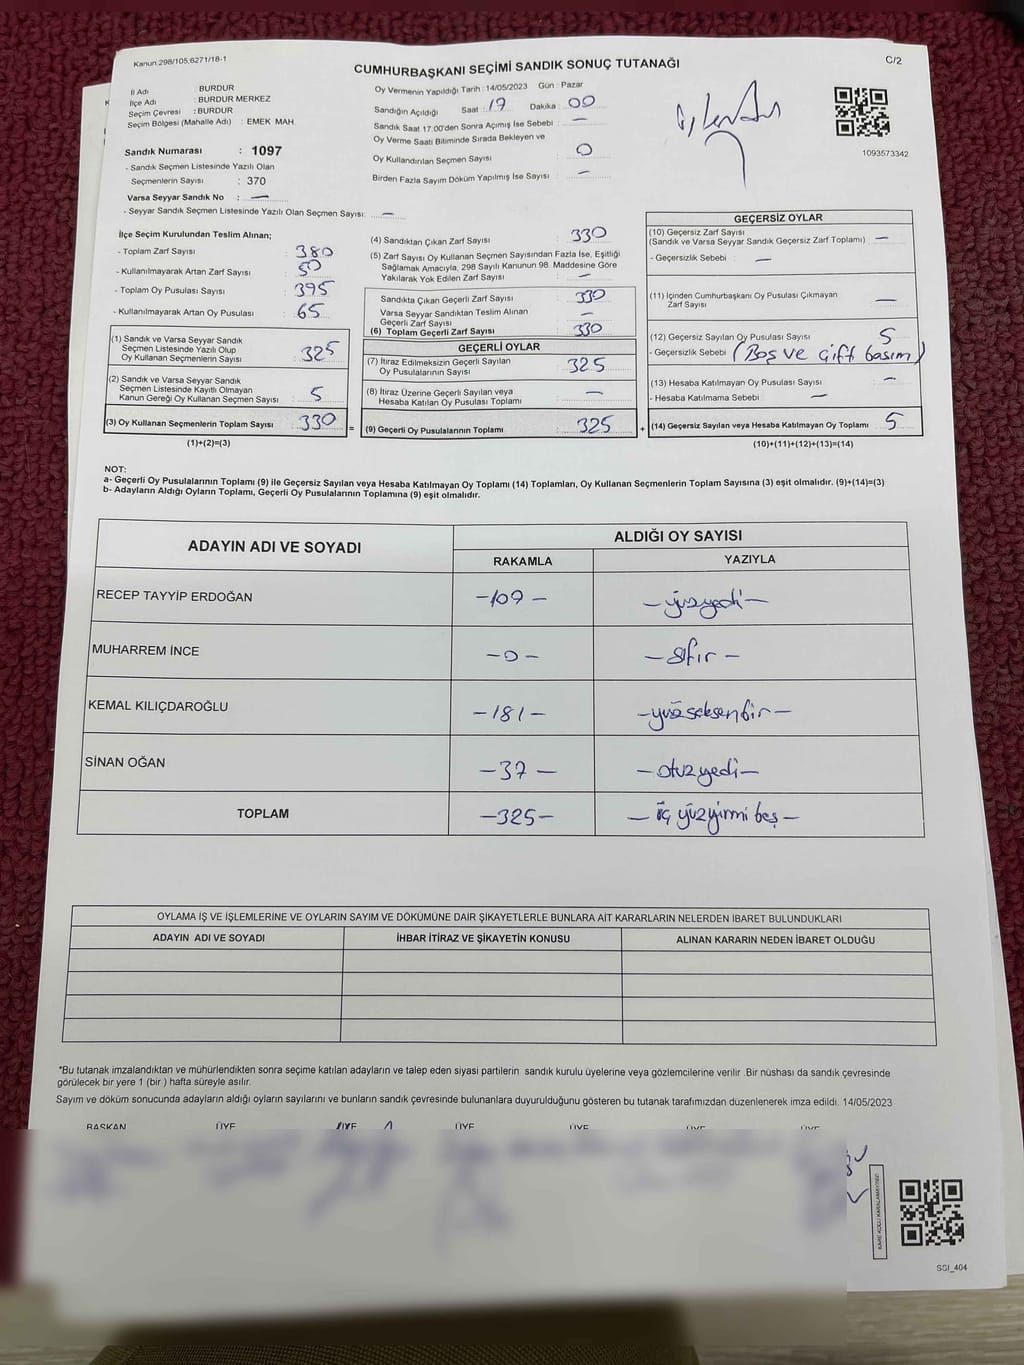 Kanun.298/105.6271/18-1
CUMHURBAŞKANI SEÇİMİ SANDIK SONUÇ TUTANAĞI
C/2
İl Adı : BURDUR
İlçe Adı : BURDUR MERKEZ
Seçim Çevresi : BURDUR
Seçim Bölgesi (Mahalle Adı) : EMEK MAH.
Sandık Numarası : 1097
- Sandık Seçmen Listesinde Yazılı Olan
Seçmenlerin Sayısı : 370
Varsa Seyyar Sandık No : —
- Seyyar Sandık Seçmen Listesinde Yazılı Olan Seçmen Sayısı: —
Oy Vermenin Yapıldığı Tarih : 14/05/2023 Gün : Pazar
Sandığın Açıldığı Saat : 17 Dakika : 00
Sandık Saat 17:00'den Sonra Açımış İse Sebebi : —
Oy Verme Saati Bitiminde Sırada Bekleyen ve
Oy Kullandırılan Seçmen Sayısı : 0
Birden Fazla Sayım Döküm Yapılmış İse Sayısı : —
1093573342
İlçe Seçim Kurulundan Teslim Alınan;
- Toplam Zarf Sayısı : 380
- Kullanılmayarak Artan Zarf Sayısı : 50
- Toplam Oy Pusulası Sayısı : 395
- Kullanılmayarak Artan Oy Pusulası : 65
(1) Sandık ve Varsa Seyyar Sandık
Seçmen Listesinde Yazılı Olup
Oy Kullanan Seçmenlerin Sayısı : 325
(2) Sandık ve Varsa Seyyar Sandık
Seçmen Listesinde Kayıtlı Olmayan
Kanun Gereği Oy Kullanan Seçmen Sayısı : 5
(3) Oy Kullanan Seçmenlerin Toplam Sayısı : 330
(1)+(2)=(3)
(4) Sandıktan Çıkan Zarf Sayısı : 330
(5) Zarf Sayısı Oy Kullanan Seçmen Sayısından Fazla İse, Eşitliği
Sağlamak Amacıyla, 298 Sayılı Kanunun 98. Maddesine Göre
Yakılarak Yok Edilen Zarf Sayısı : —
Sandıkta Çıkan Geçerli Zarf Sayısı : 330
Varsa Seyyar Sandıktan Teslim Alınan
Geçerli Zarf Sayısı : —
(6) Toplam Geçerli Zarf Sayısı : 330
GEÇERLİ OYLAR
(7) İtiraz Edilmeksizin Geçerli Sayılan
Oy Pusulalarının Sayısı : 325
(8) İtiraz Üzerine Geçerli Sayılan veya
Hesaba Katılan Oy Pusulası Toplamı : —
= (9) Geçerli Oy Pusulalarının Toplamı : 325
GEÇERSİZ OYLAR
(10) Geçersiz Zarf Sayısı : —
(Sandık ve Varsa Seyyar Sandık Geçersiz Zarf Toplamı)
- Geçersizlik Sebebi : —
(11) İçinden Cumhurbaşkanı Oy Pusulası Çıkmayan : —
Zarf Sayısı
(12) Geçersiz Sayılan Oy Pusulası Sayısı : 5
- Geçersizlik Sebebi : (Boş ve çift basım)
(13) Hesaba Katılmayan Oy Pusulası Sayısı : —
- Hesaba Katılmama Sebebi : —
+ (14) Geçersiz Sayılan veya Hesaba Katılmayan Oy Toplamı : 5
(10)+(11)+(12)+(13)=(14)
NOT:
a- Geçerli Oy Pusulalarının Toplamı (9) ile Geçersiz Sayılan veya Hesaba Katılmayan Oy Toplamı (14) Toplamları, Oy Kullanan Seçmenlerin Toplam Sayısına (3) eşit olmalıdır. (9)+(14)=(3)
b- Adayların Aldığı Oyların Toplamı, Geçerli Oy Pusulalarının Toplamına (9) eşit olmalıdır.
ADAYIN ADI VE SOYADI
ALDIĞI OY SAYISI
RAKAMLA YAZIYLA
RECEP TAYYİP ERDOĞAN -107- -yüzyedi-
MUHARREM İNCE -0- -sıfır-
KEMAL KILIÇDAROĞLU -181- -yüzseksenbir-
SİNAN OĞAN -37- -otuzyedi-
TOPLAM -325- -üç yüzyirmi beş-
OYLAMA İŞ VE İŞLEMLERİNE VE OYLARIN SAYIM VE DÖKÜMÜNE DAİR ŞİKAYETLERLE BUNLARA AİT KARARLARIN NELERDEN İBARET BULUNDUKLARI
ADAYIN ADI VE SOYADI İHBAR İTİRAZ VE ŞİKAYETİN KONUSU ALINAN KARARIN NEDEN İBARET OLDUĞU
*Bu tutanak imzalandıktan ve mühürlendikten sonra seçime katılan adayların ve talep eden siyasi partilerin sandık kurulu üyelerine veya gözlemcilerine verilir .Bir nüshası da sandık çevresinde
görülecek bir yere 1 (bir ) hafta süreyle asılır.
Sayım ve döküm sonucunda adayların aldığı oyların sayılarını ve bunların sandık çevresinde bulunanlara duyurulduğunu gösteren bu tutanak tarafımızdan düzenlenerek imza edildi. 14/05/2023
BAŞKAN ÜYE ÜYE ÜYE ÜYE ÜYE ÜYE
KARE KODU KARALAMAYINIZ!
SSI_404